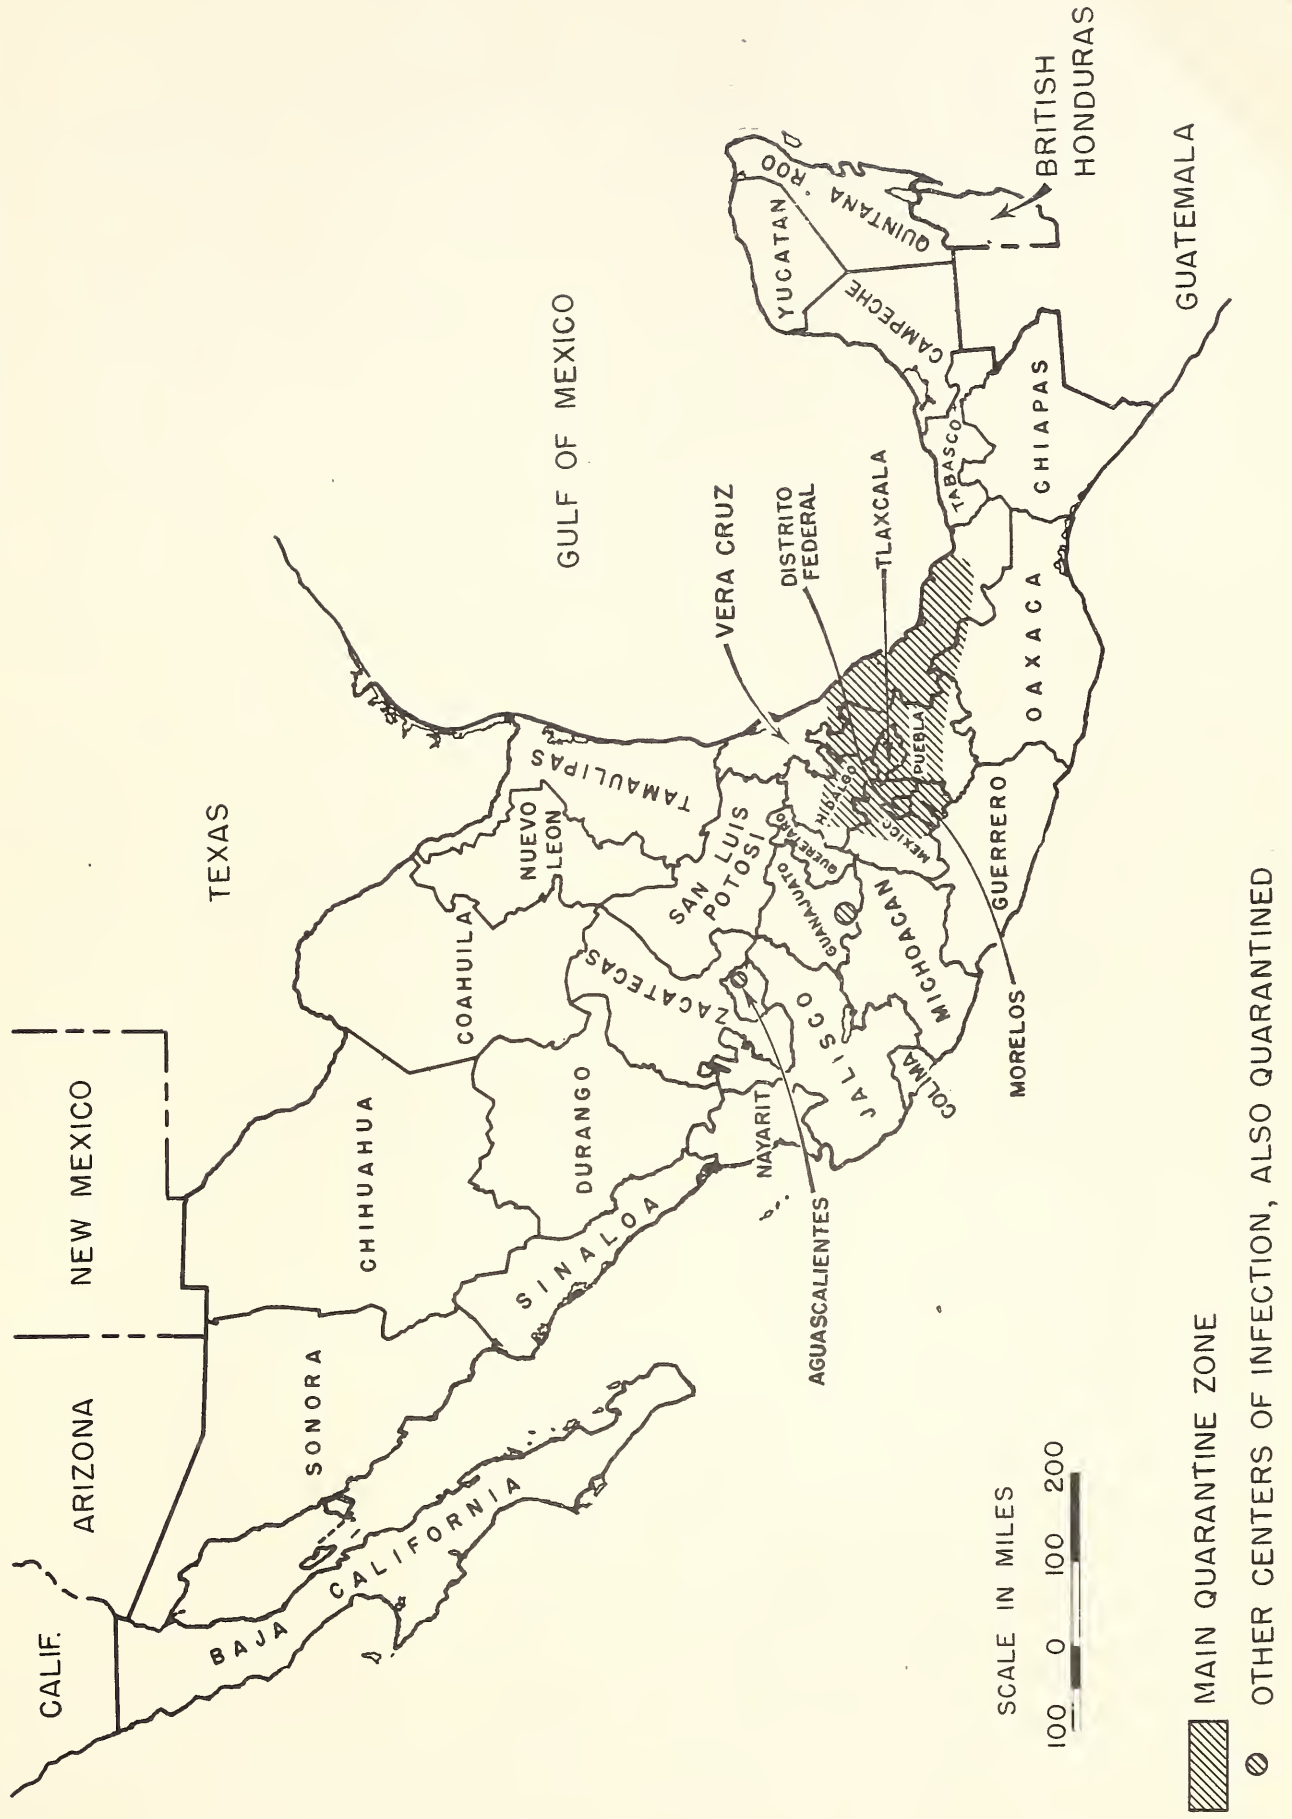 CALIF.
ARIZONA
NEW MEXICO
TEXAS
BAJA CALIFORNIA
SONORA
CHIHUAHUA
COAHUILA
NUEVO
LEON
TAMAULIPAS
SINALOA
DURANGO
ZACATECAS
SAN LUIS
POTOSI
NAYARIT
AGUASCALIENTES
JALISCO
GUANAJUATO
QUERETARO
HIDALGO
COLIMA
MICHOACAN
MEXICO
PUEBLA
MORELOS
GUERRERO
OAXACA
VERA CRUZ
DISTRITO
FEDERAL
TLAXCALA
TABASCO
CHIAPAS
CAMPECHE
YUCATAN
QUINTANA ROO
GULF OF MEXICO
BRITISH
HONDURAS
GUATEMALA
SCALE IN MILES
100 0 100 200
MAIN QUARANTINE ZONE
OTHER CENTERS OF INFECTION, ALSO QUARANTINED